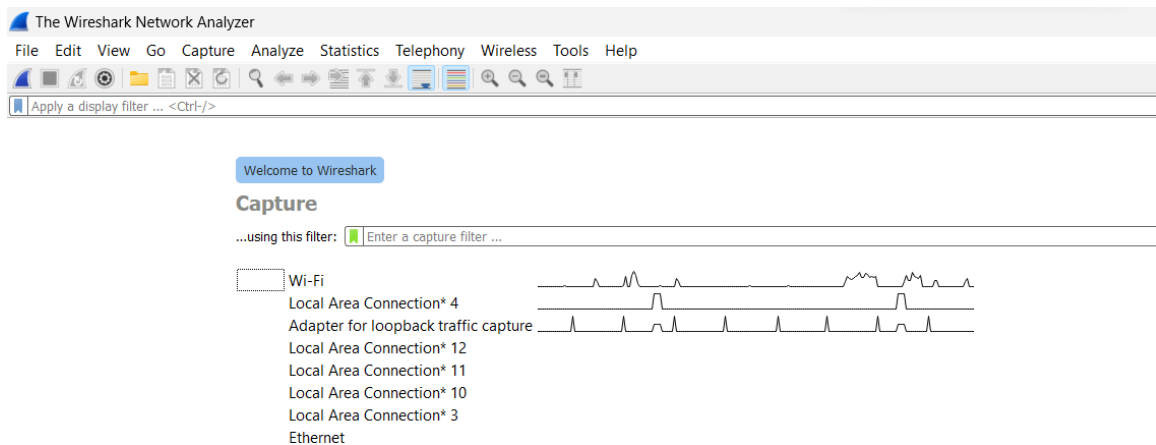 The Wireshark Network Analyzer
File Edit View Go Capture Analyze Statistics Telephony Wireless Tools Help
Apply a display filter ... <Ctrl-/>
Welcome to Wireshark
Capture
...using this filter: Enter a capture filter ...
Wi-Fi
Local Area Connection* 4
Adapter for loopback traffic capture
Local Area Connection* 12
Local Area Connection* 11
Local Area Connection* 10
Local Area Connection* 3
Ethernet